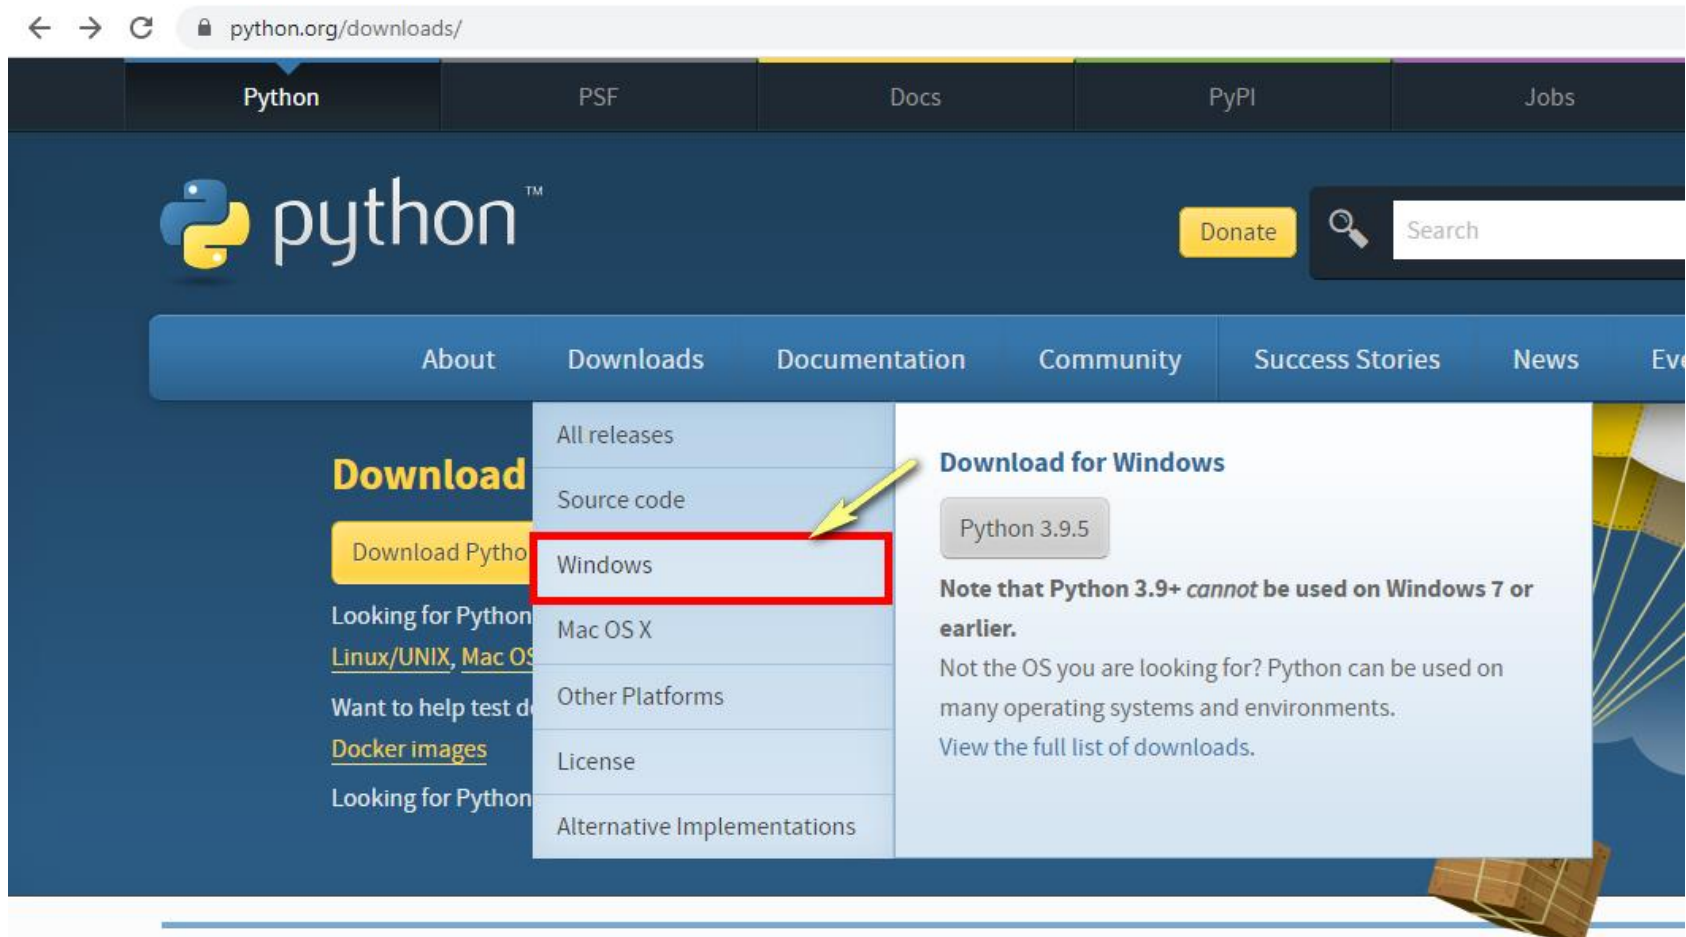 python.org/downloads/
Python
PSF
Docs
PyPI
Jobs
python™
Donate
Search
About
Downloads
Documentation
Community
Success Stories
News
Eve
All releases
Source code
Windows
Mac OS X
Other Platforms
License
Alternative Implementations
Download for Windows
Python 3.9.5
Note that Python 3.9+ cannot be used on Windows 7 or
earlier.
Not the OS you are looking for? Python can be used on
many operating systems and environments.
View the full list of downloads.
Download
Download Pytho
Looking for Python
Linux/UNIX, Mac OS
Want to help test d
Docker images
Looking for Python